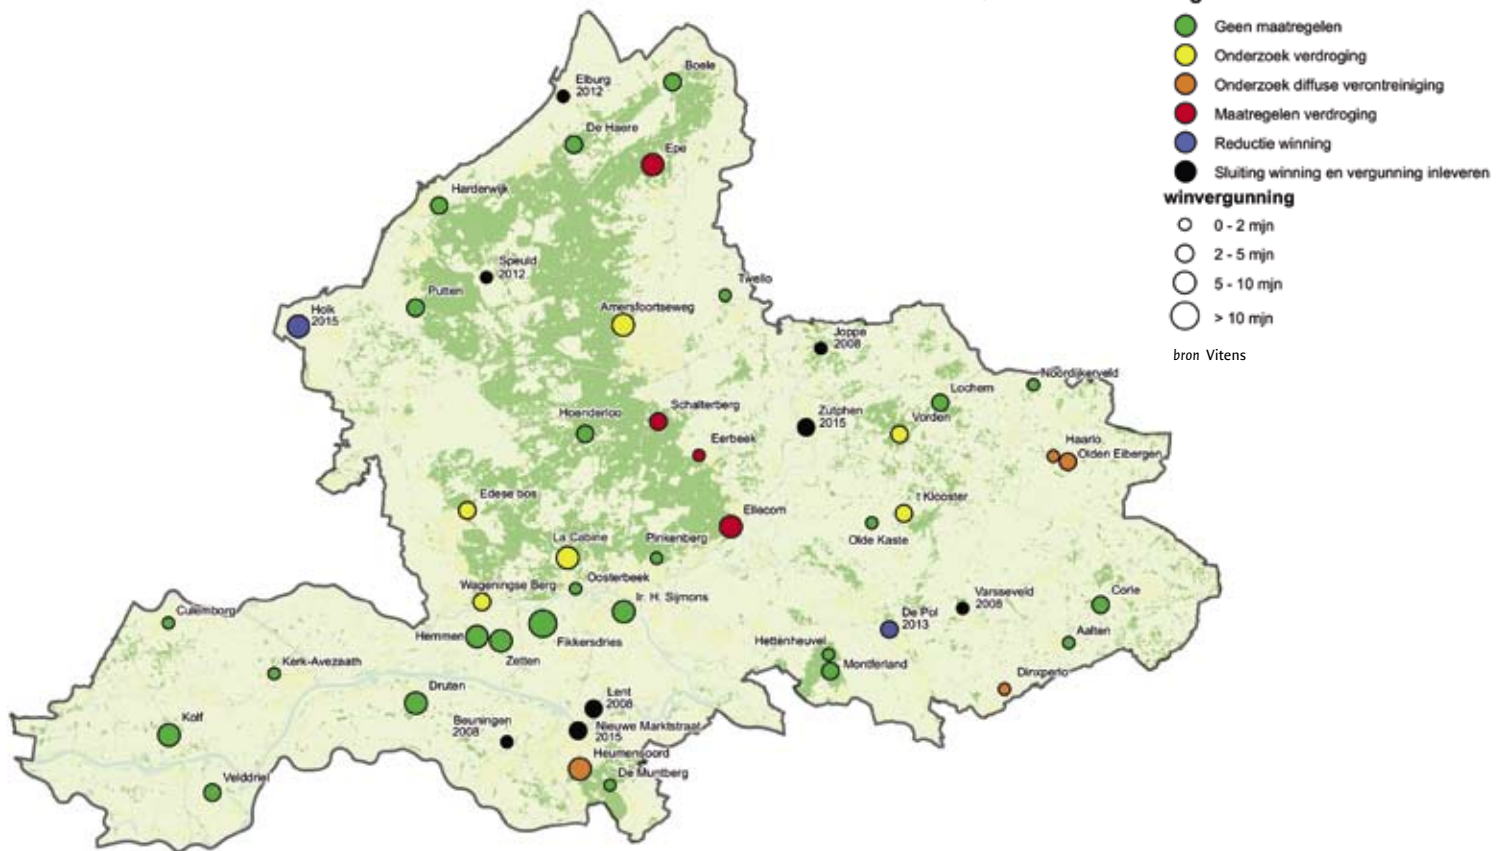 Geen maatregelen
Onderzoek verdroging
Onderzoek diffuse verontreiniging
Maatregelen verdroging
Reductie winning
Sluiting winning en vergunning inleveren
winvergunning
0 - 2 mjn
2 - 5 mjn
5 - 10 mjn
> 10 mjn
bron Vitens
Boele
Elburg
2012
De Haere
Epe
Harderwijk
Speuld
2012
Twello
Putten
Amersfoortseweg
Holk
2015
Joppe
2008
Noordijkerveld
Lochem
Schalterberg
Hoenderloo
Zutphen
2015
Vorden
Eerbeek
Haarlo
Olden Eibergen
Edese bos
t Klooster
Ellecom
La Cabine
Pinkenberg
Olde Kaste
Oosterbeek
Wageningse Berg
Ir. H. Sijmons
Varsseveld
2008
Corle
Culemborg
De Pol
2013
Hemmen
Fikkersdries
Aalten
Hettenheuvel
Zetten
Kerk-Avezaath
Montferland
Dinxperlo
Druten
Lent
2008
Kolf
Beuningen
2008
Nieuwe Marktstraat
2015
Heumensoord
De Muntberg
Velddriel